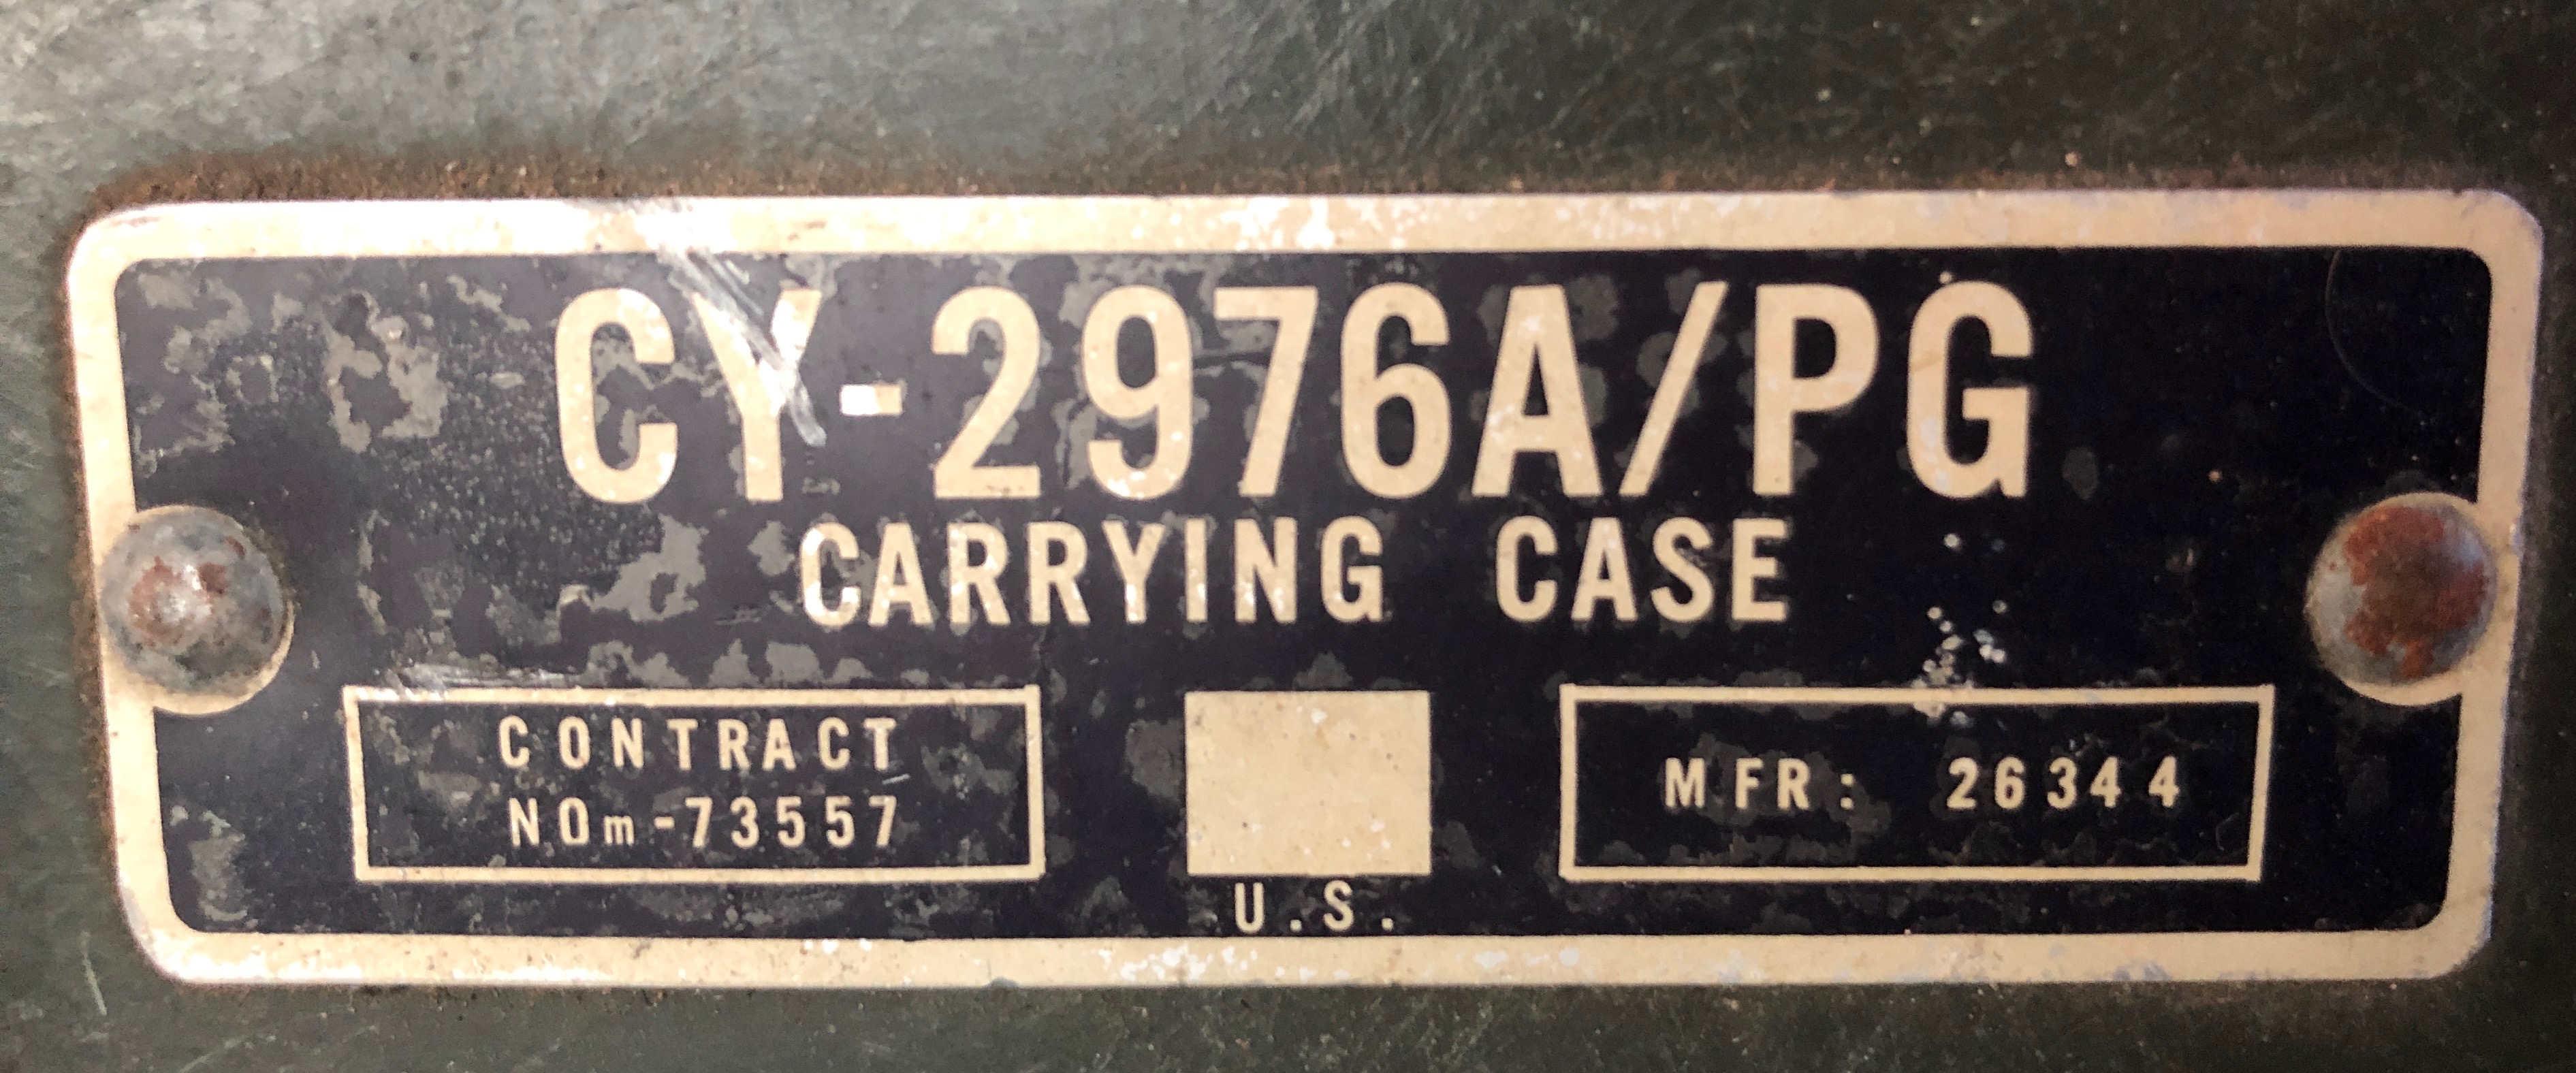 CY-2976A/PG
CARRYING CASE
CONTRACT
NOm-73557
U.S.
MFR: 26344